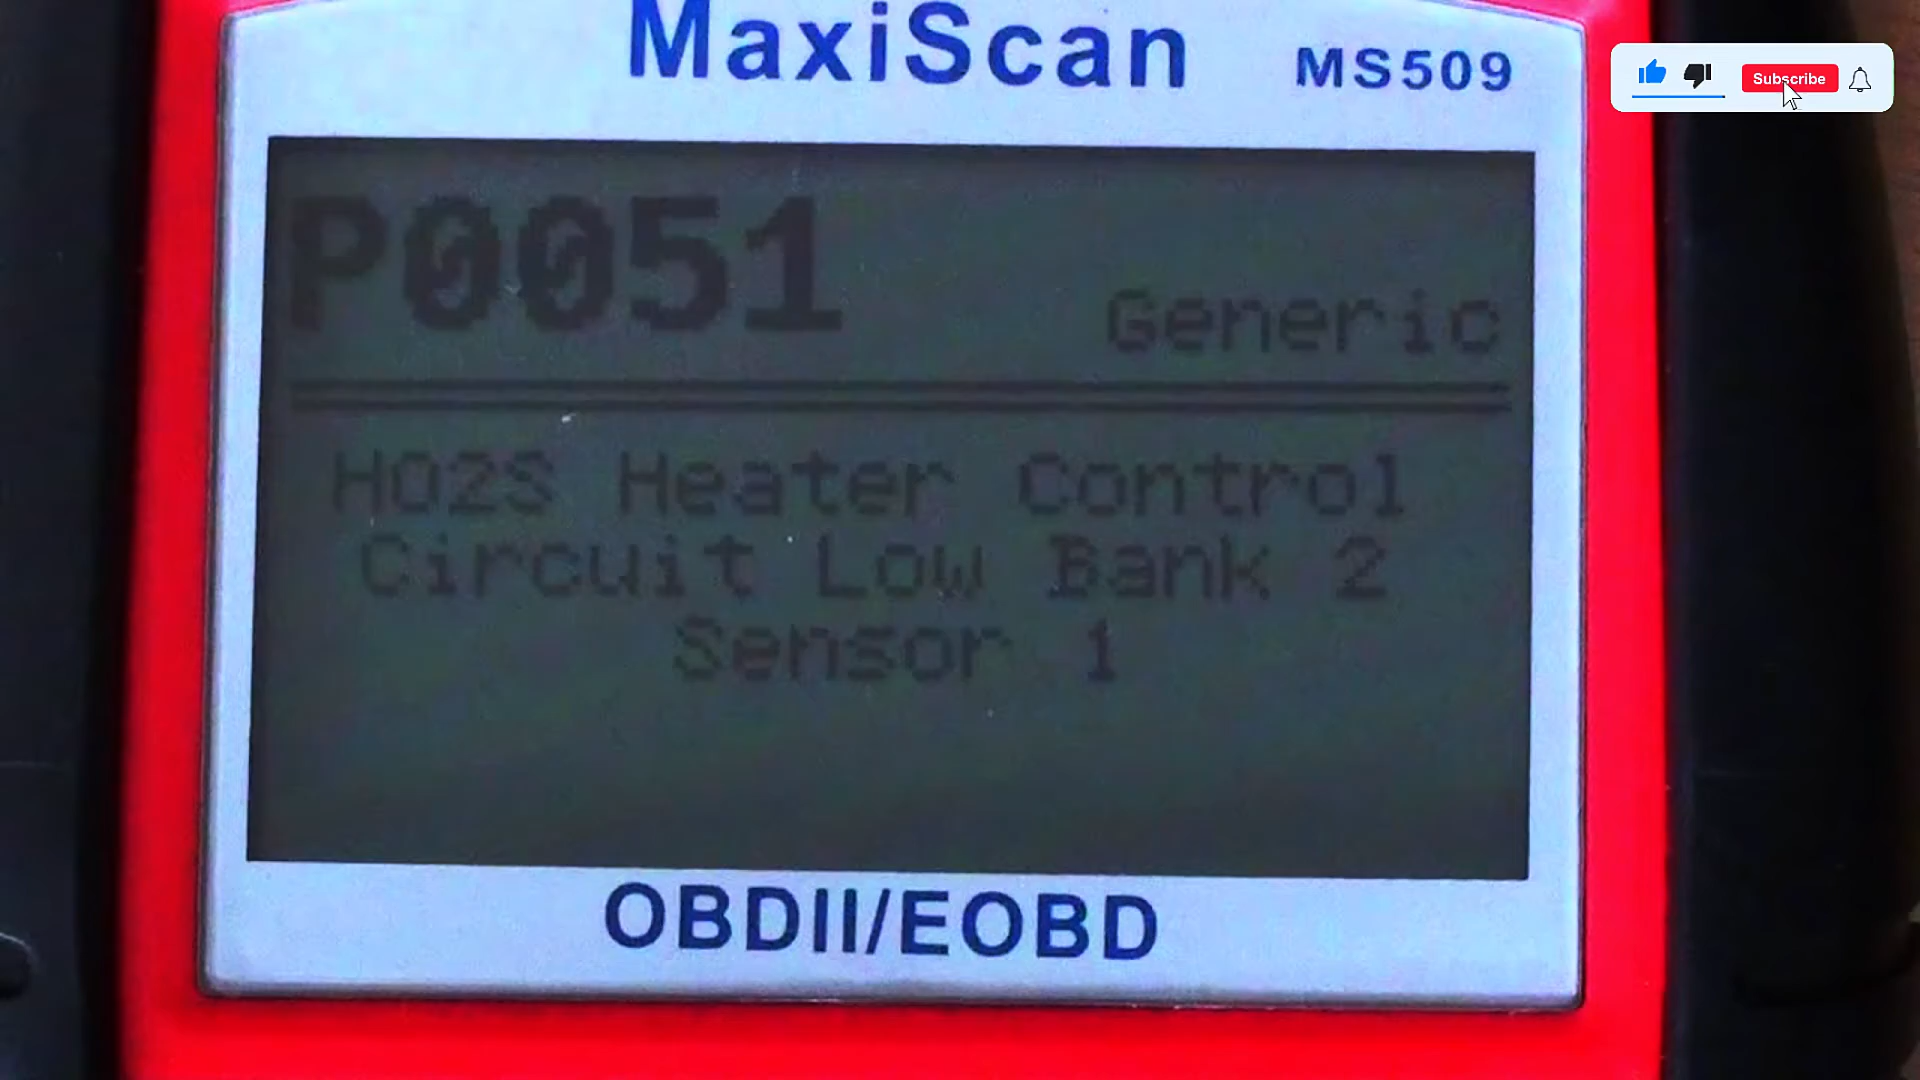 MaxiScan MS509
Subscribe
P0051 Generic
HO2S Heater Control
Circuit Low Bank 2
Sensor 1
OBDII/EOBD